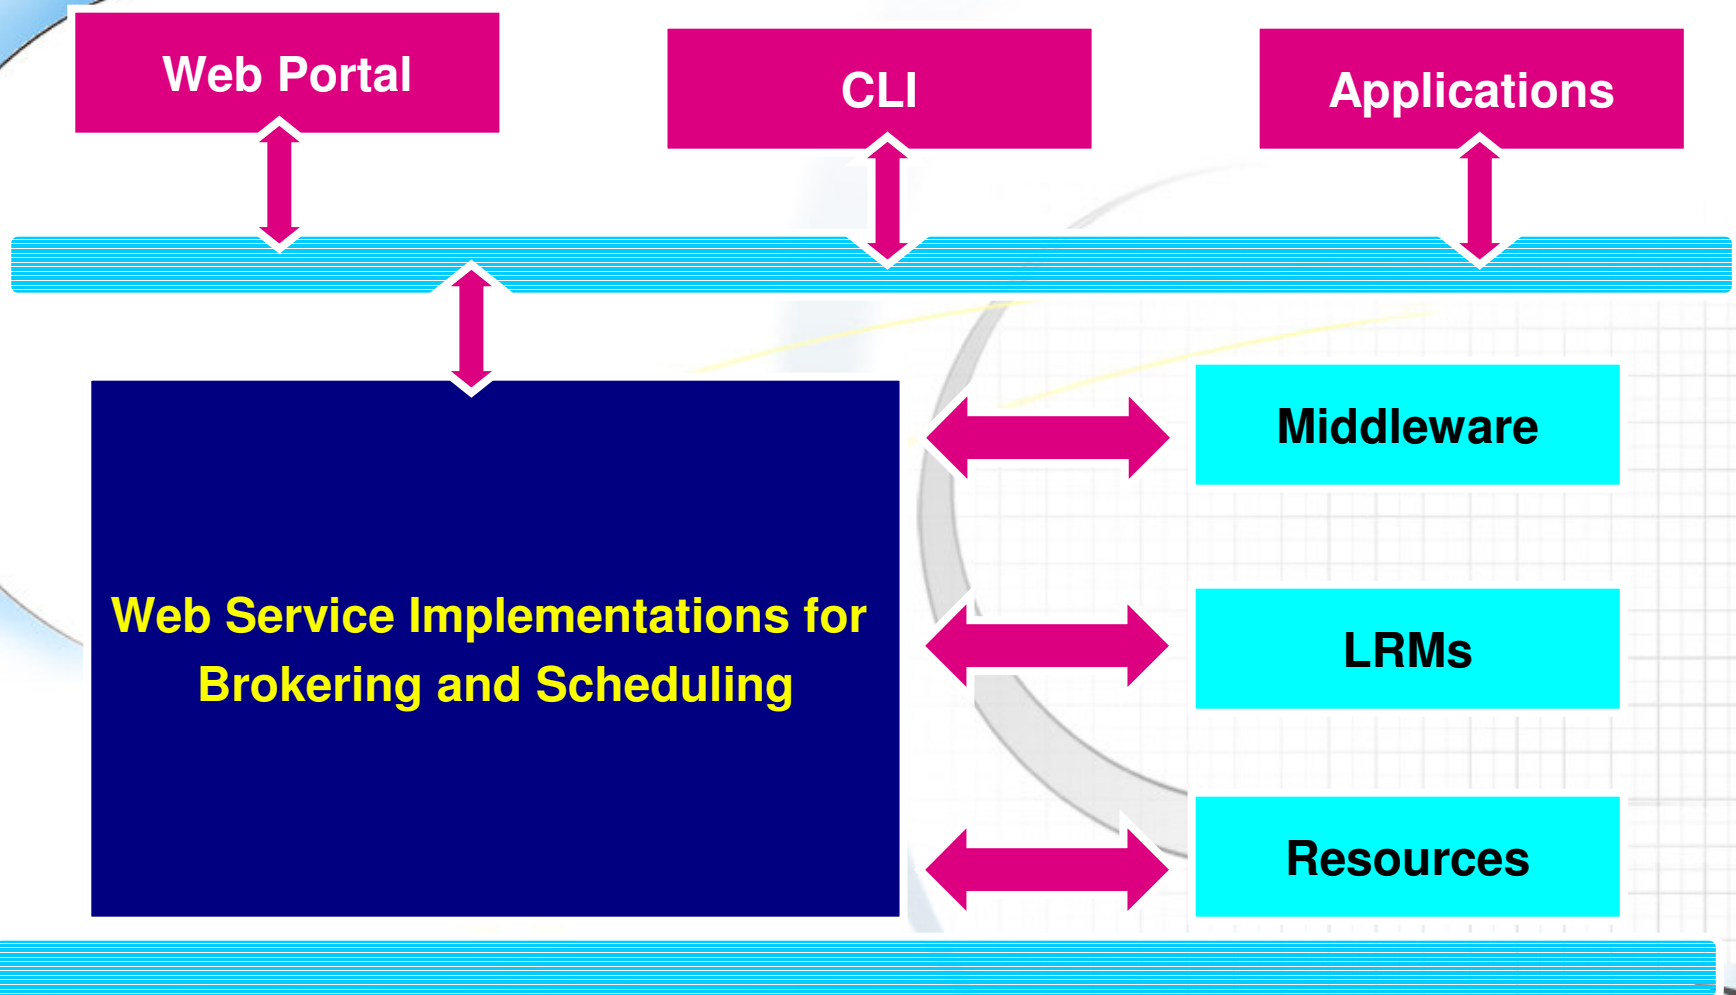 Web Portal
CLI
Applications
Web Service Implementations for
Brokering and Scheduling
Middleware
LRMs
Resources